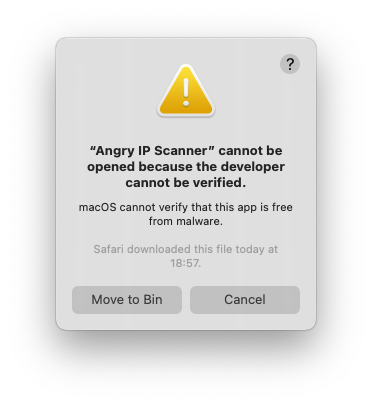 ?
“Angry IP Scanner” cannot be
opened because the developer
cannot be verified.
macOS cannot verify that this app is free
from malware.
Safari downloaded this file today at
18:57.
Move to Bin
Cancel